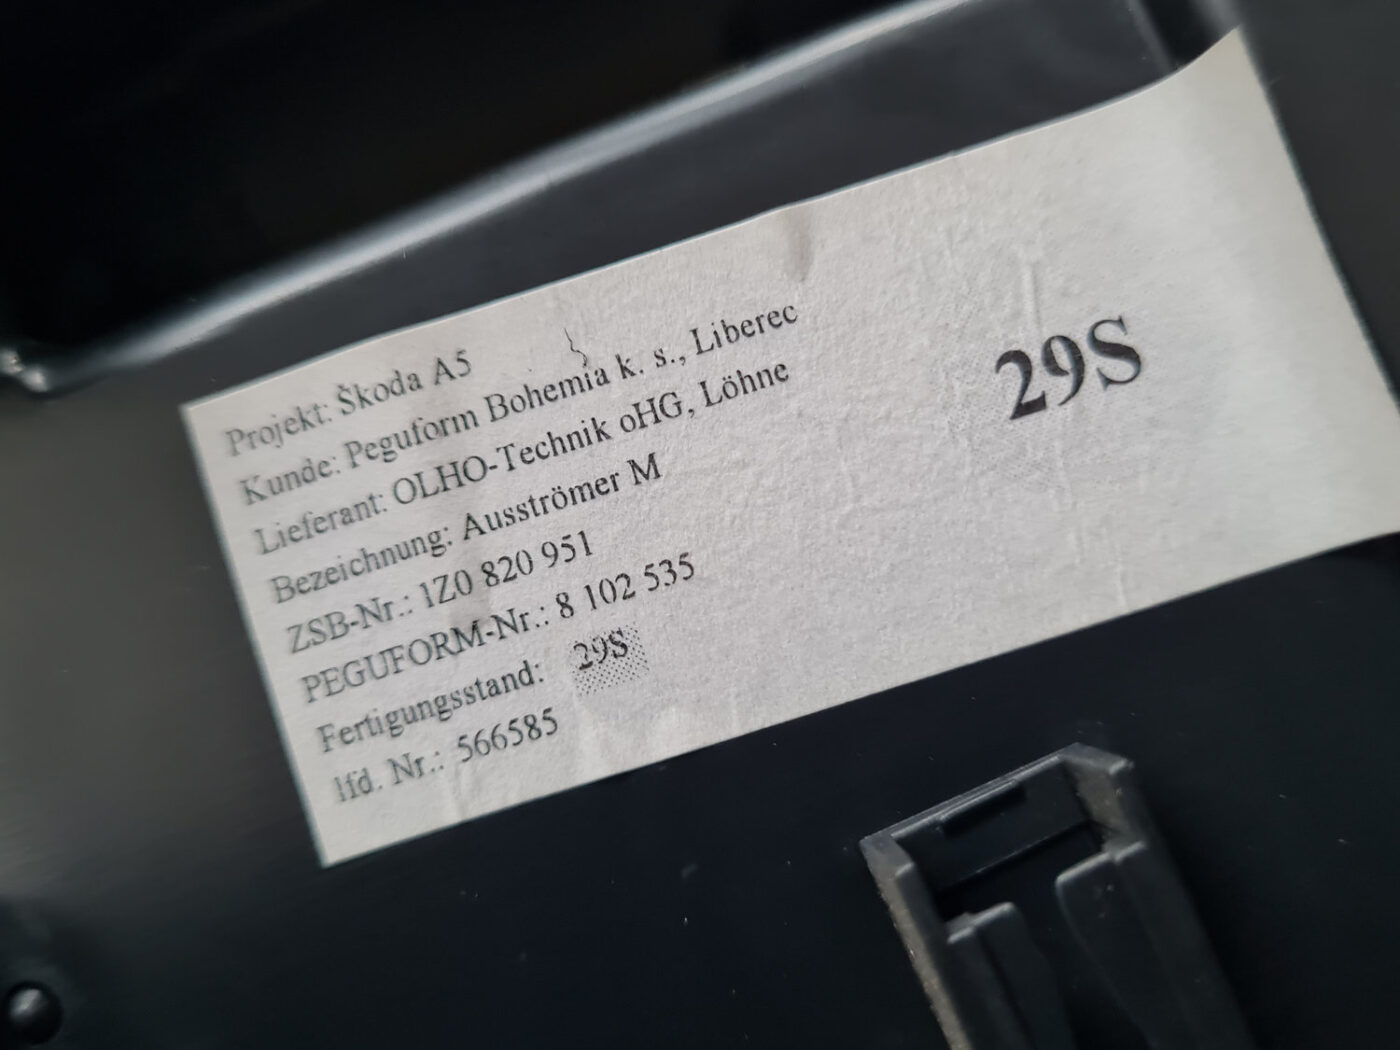 Projekt: Škoda A5
Kunde: Peguform Bohemia k. s., Liberec
Lieferant: OLHO-Technik oHG, Löhne
Bezeichnung: Ausströmer M
ZSB-Nr.: 1Z0 820 951
PEGUFORM-Nr.: 8 102 535
Fertigungsstand: 29S
lfd. Nr.: 566585
29S